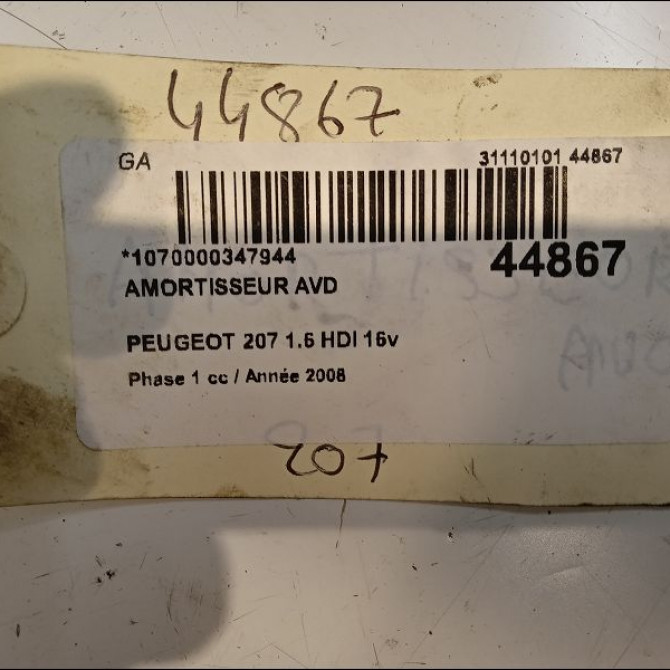 44867
GA 31110101 44867
*1070000347944 44867
AMORTISSEUR AVD
PEUGEOT 207 1.6 HDI 16v
Phase 1 cc / Année 2008
207